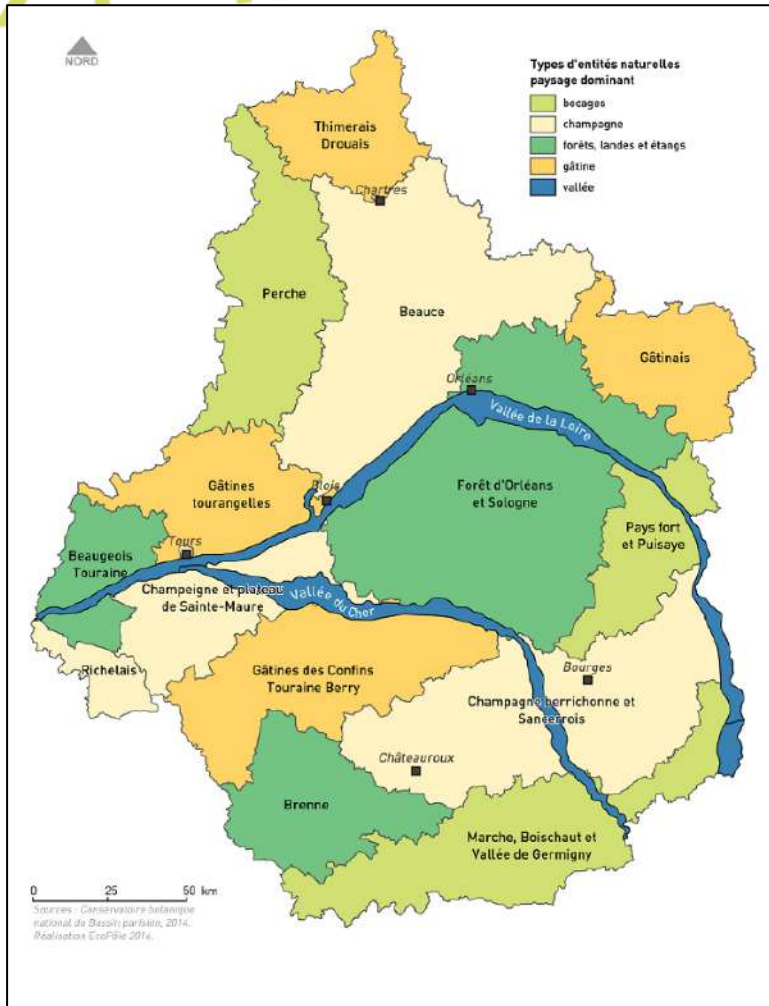 NORD
Types d'entités naturelles
paysage dominant
bocages
champagne
forêts, landes et étangs
gâtine
vallée
Thimerais
Drouais
Chartres
Perche
Beauce
Gâtinais
Orléans
Vallée de la Loire
Gâtines
tourangelles
Blois
Forêt d'Orléans
et Sologne
Pays fort
et Puisaye
Beaugeois
Touraine
Tours
Champeigne et plateau
de Sainte-Maure
Vallée du Cher
Richelais
Gâtines des Confins
Touraine Berry
Bourges
Champagne berrichonne et
Sancerrois
Châteauroux
Brenne
Marche, Boischaut et
Vallée de Germigny
0 25 50 km
Sources : Conservatoire botanique
national de Bassin parisien, 2014.
Réalisation EcoPôle 2014.